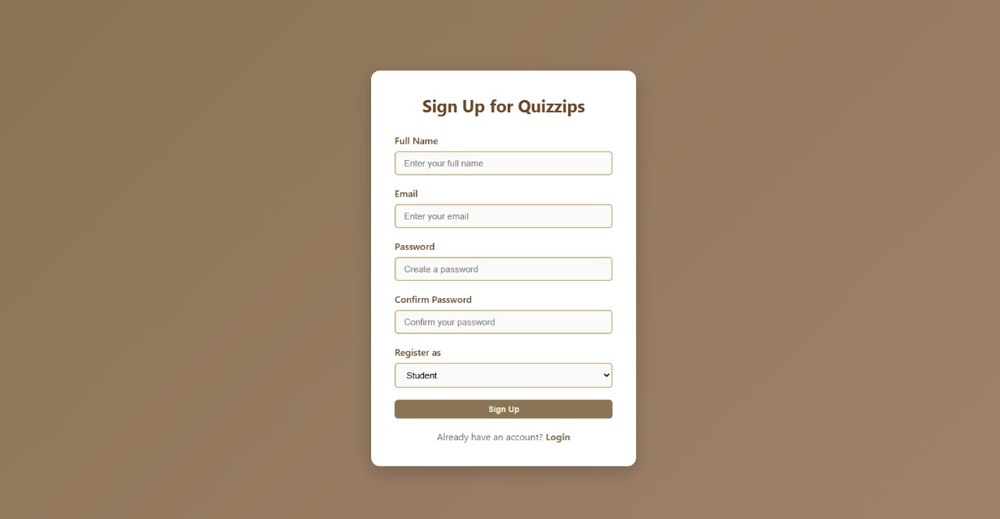 Sign Up for Quizzips
Full Name
Enter your full name
Email
Enter your email
Password
Create a password
Confirm Password
Confirm your password
Register as
Student
Sign Up
Already have an account? Login